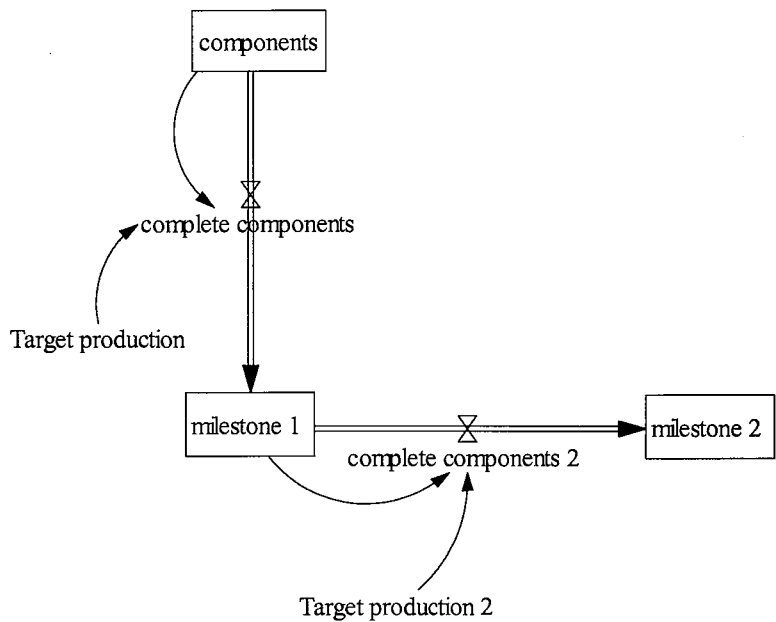 components
complete components
Target production
milestone 1
milestone 2
complete components 2
Target production 2